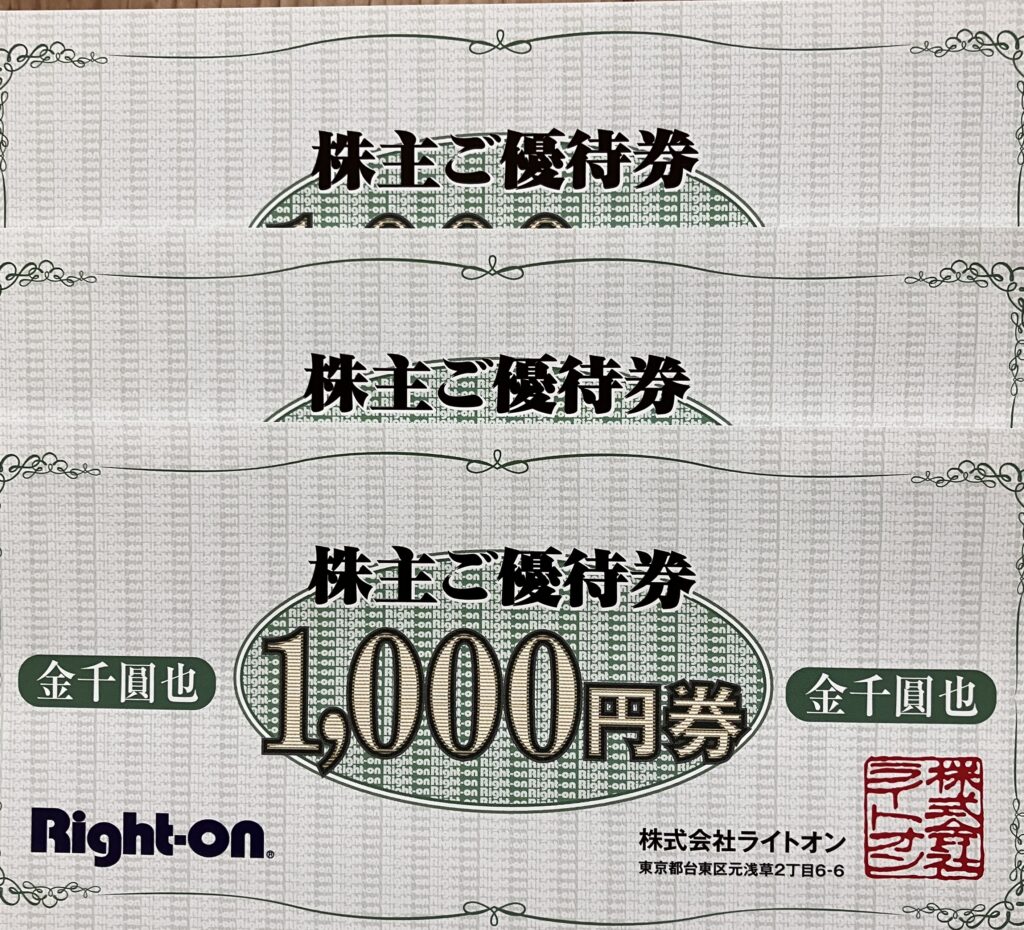 株主ご優待券
株主ご優待券
株主ご優待券
1,000円券
金千圓也
金千圓也
Right-on®
株式会社ライトオン
東京都台東区元浅草2丁目6-6
株式会社
ライトオン